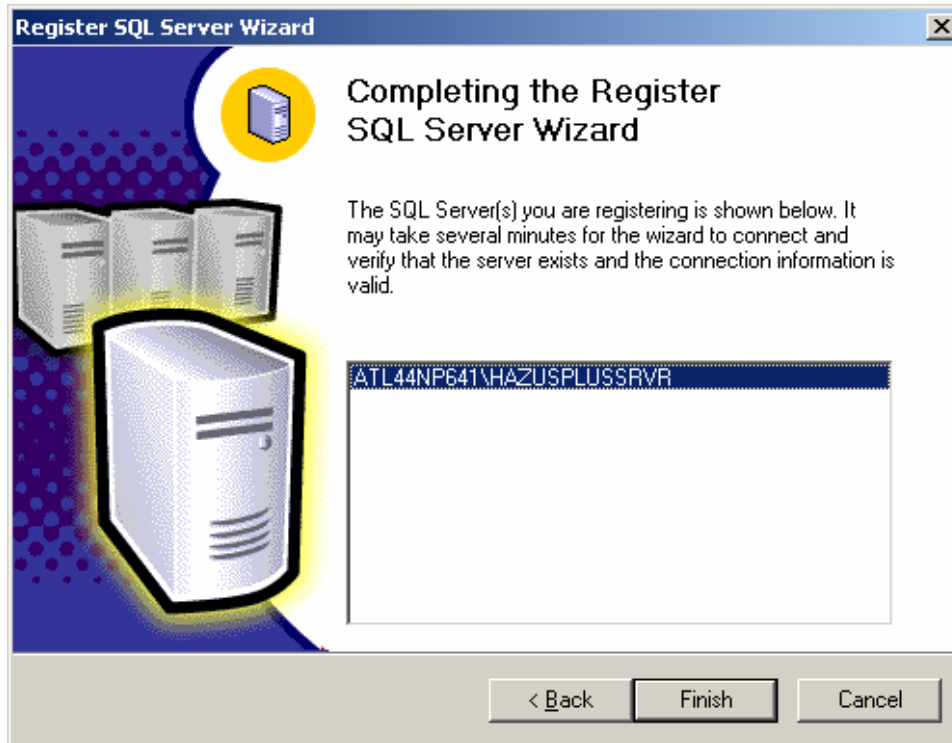 Register SQL Server Wizard
Completing the Register
SQL Server Wizard
The SQL Server(s) you are registering is shown below. It
may take several minutes for the wizard to connect and
verify that the server exists and the connection information is
valid.
ATL44NP641\HAZUSPLUSSRVR
< Back Finish Cancel